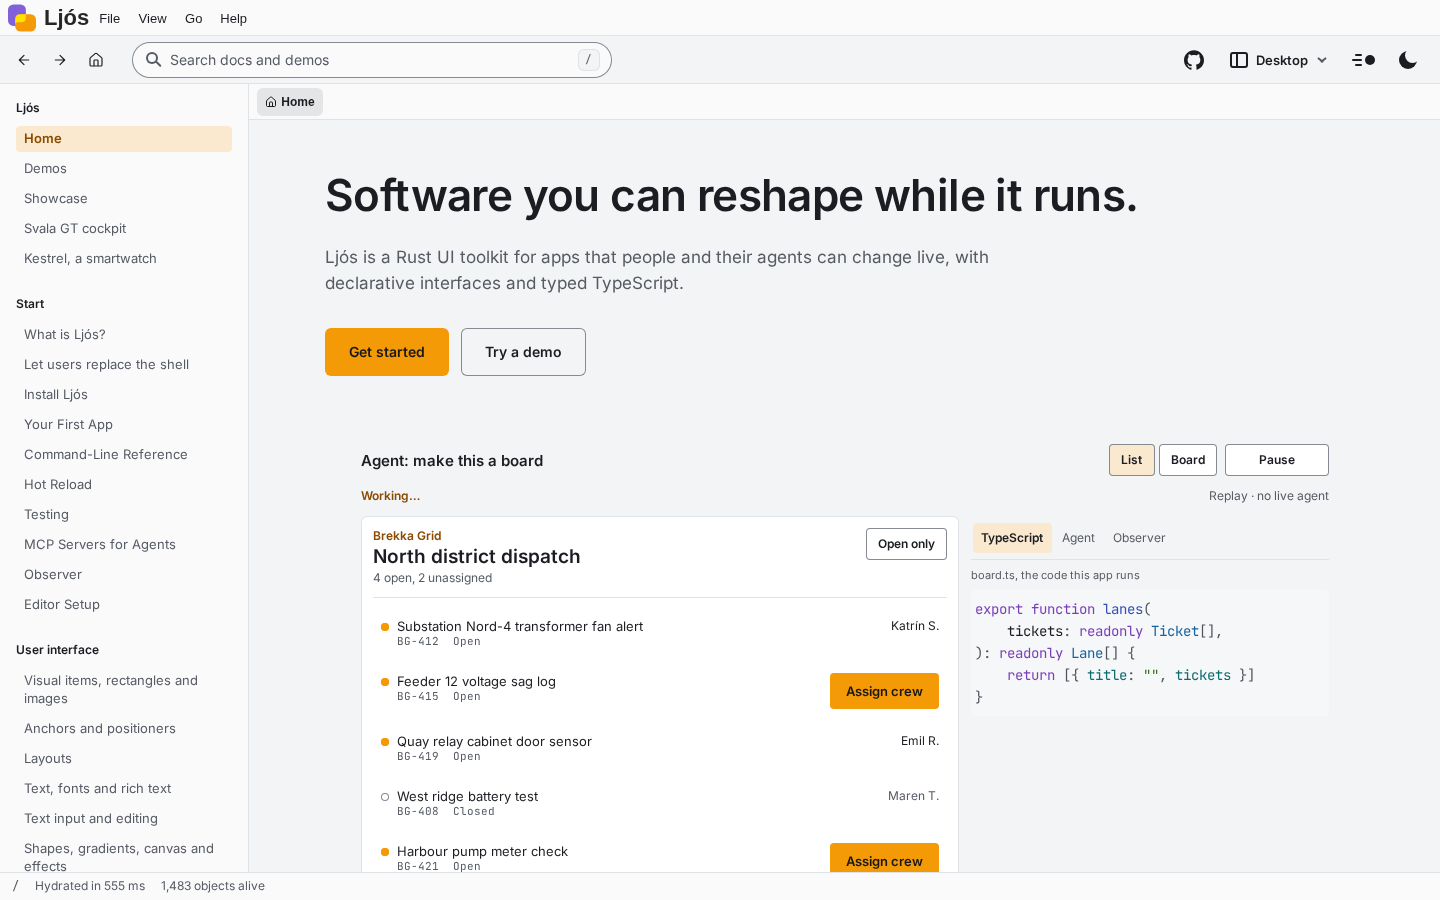 Ljós File View Go Help
Search docs and demos /
Desktop
Ljós
Home
Demos
Showcase
Svala GT cockpit
Kestrel, a smartwatch
Start
What is Ljós?
Let users replace the shell
Install Ljós
Your First App
Command-Line Reference
Hot Reload
Testing
MCP Servers for Agents
Observer
Editor Setup
User interface
Visual items, rectangles and
images
Anchors and positioners
Layouts
Text, fonts and rich text
Text input and editing
Shapes, gradients, canvas and
effects
Home
Software you can reshape while it runs.
Ljós is a Rust UI toolkit for apps that people and their agents can change live, with
declarative interfaces and typed TypeScript.
Get started Try a demo
Agent: make this a board
List Board Pause
Working...
Replay · no live agent
Brekka Grid
North district dispatch
4 open, 2 unassigned
Open only
Substation Nord-4 transformer fan alert
BG-412 Open
Katrín S.
Feeder 12 voltage sag log
BG-415 Open
Assign crew
Quay relay cabinet door sensor
BG-419 Open
Emil R.
West ridge battery test
BG-408 Closed
Maren T.
Harbour pump meter check
BG-421 Open
Assign crew
TypeScript Agent Observer
board.ts, the code this app runs
export function lanes(
    tickets: readonly Ticket[],
): readonly Lane[] {
    return [{ title: "", tickets }]
}
/ Hydrated in 555 ms 1,483 objects alive